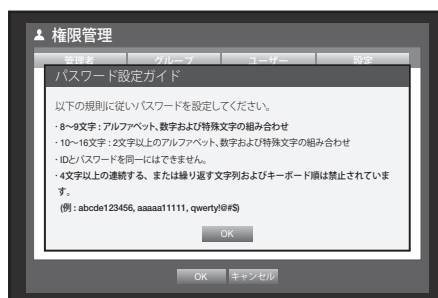 権限管理
管理者 グループ ユーザー 設定
パスワード設定ガイド
以下の規則に従いパスワードを設定してください。
· 8~9文字 : アルファベット、数字および特殊文字の組み合わせ
· 10~16文字 : 2文字以上のアルファベット、数字および特殊文字の組み合わせ
· IDとパスワードを同一にはできません。
· 4文字以上の連続する、または繰り返す文字列およびキーボード順は禁止されていま
す。
(例 : abcde123456, aaaaa11111, qwerty!@#$)
OK
OK キャンセル